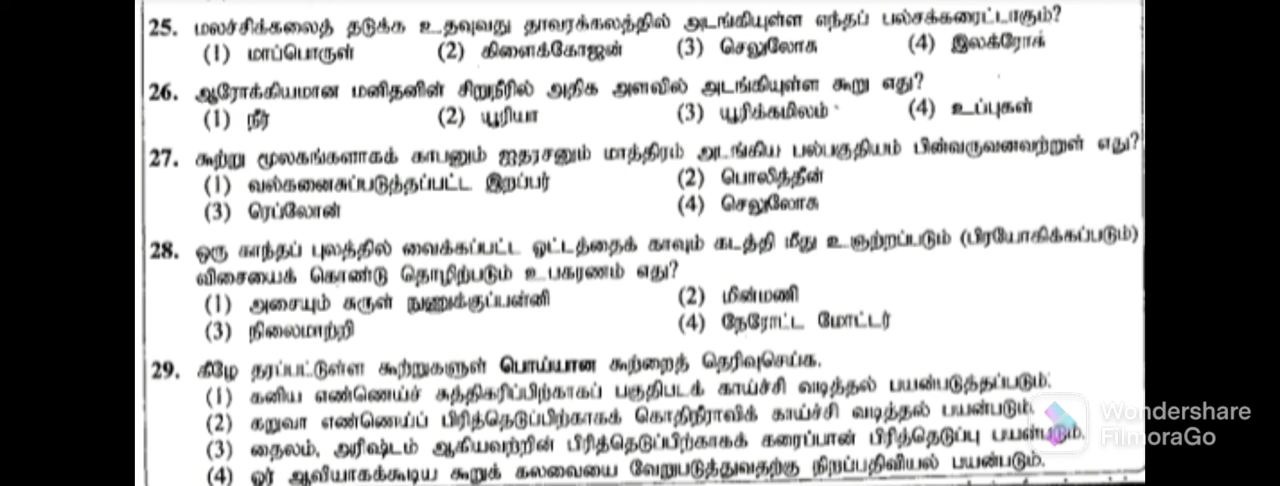 25. மலச்சிக்கலைத் தடுக்க உதவுவது தாவரக்கலத்தில் அடங்கியுள்ள எந்தப் பல்சக்கரைட்டாகும்?
(1) மாப்பொருள் (2) கிளைக்கோஜன் (3) செலுலோசு (4) இலக்ரோசு
26. ஆரோக்கியமான மனிதனின் சிறுநீரில் அதிக அளவில் அடங்கியுள்ள கூறு எது?
(1) நீர் (2) யூரியா (3) யூரிக்கமிலம் (4) உப்புகள்
27. கூற்று மூலகங்களாகக் காபனும் ஐதரசனும் மாத்திரம் அடங்கிய பல்பகுதியம் பின்வருவனவற்றுள் எது?
(1) வல்கனைசுப்படுத்தப்பட்ட இறப்பர் (2) பொலித்தீன்
(3) ரெப்லோன் (4) செலுலோசு
28. ஒரு காந்தப் புலத்தில் வைக்கப்பட்ட ஓட்டத்தைக் காவும் கடத்தி மீது உஞற்றப்படும் (பிரயோகிக்கப்படும்)
விசையைக் கொண்டு தொழிற்படும் உபகரணம் எது?
(1) அசையும் சுருள் நுணுக்குப்பன்னி (2) மின்மணி
(3) நிலைமாற்றி (4) நேரோட்ட மோட்டர்
29. கீழே தரப்பட்டுள்ள கூற்றுகளுள் பொய்யான கூற்றைத் தெரிவுசெய்க.
(1) கனிய எண்ணெய்ச் சுத்திகரிப்பிற்காகப் பகுதிபடக் காய்ச்சி வடித்தல் பயன்படுத்தப்படும்.
(2) கறுவா எண்ணெய்ப் பிரித்தெடுப்பிற்காகக் கொதிநீராவிக் காய்ச்சி வடித்தல் பயன்படும்.
(3) தைலம், அரிஷ்டம் ஆகியவற்றின் பிரித்தெடுப்பிற்காகக் கரைப்பான் பிரித்தெடுப்பு பயன்படும்.
(4) ஓர் ஆவியாகக்கூடிய கூறுக் கலவையை வேறுபடுத்துவதற்கு நிறப்பதிவியல் பயன்படும்.
Wondershare
FilmoraGo